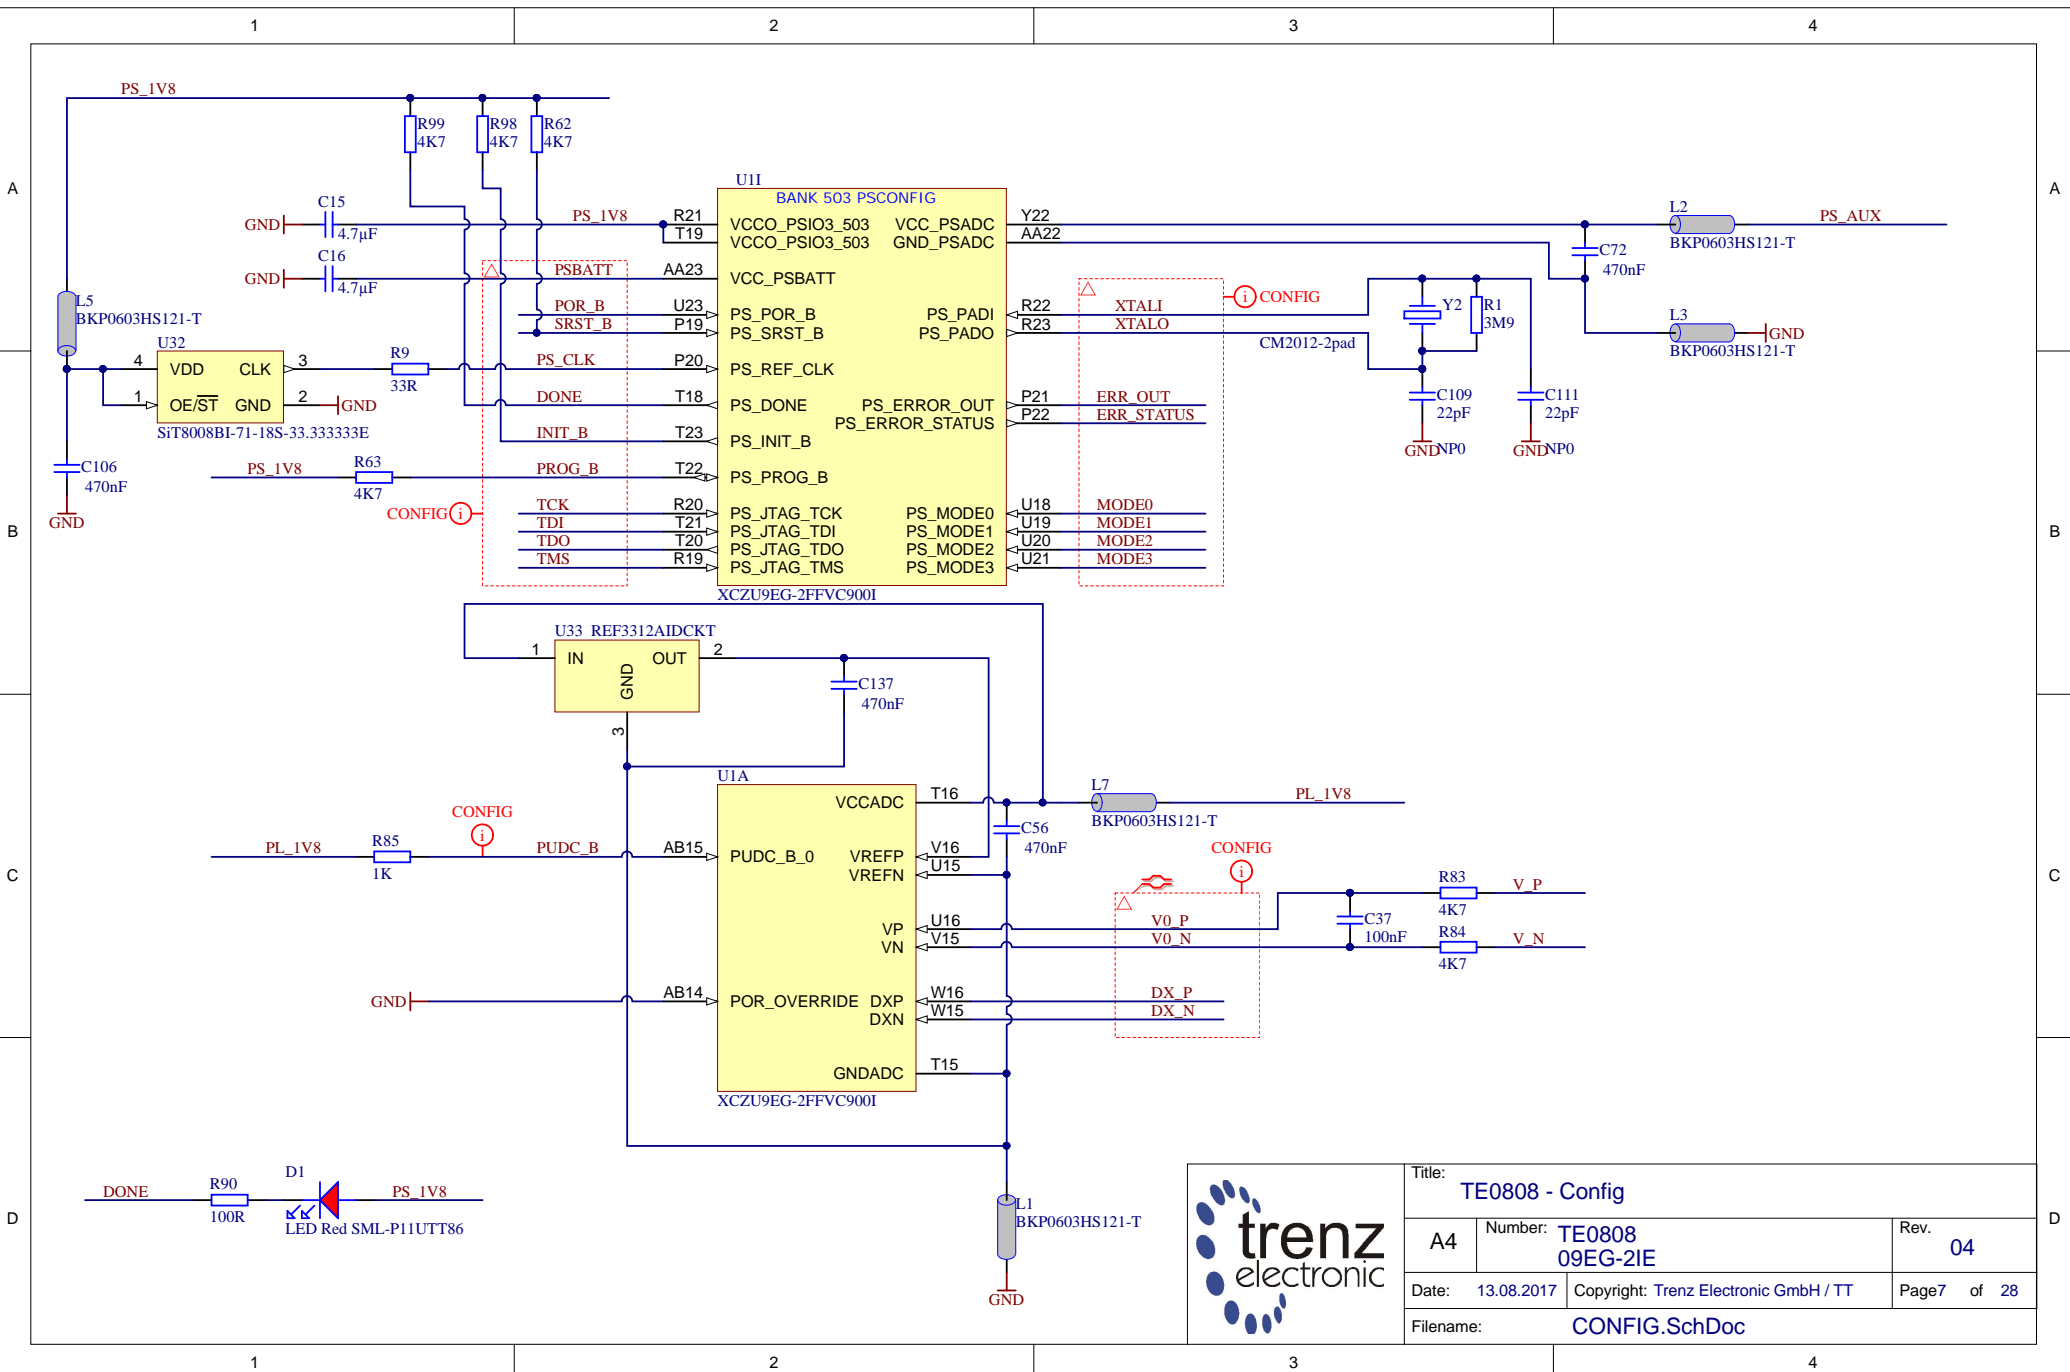 1 2 3 4
A A
B B
C C
D D
PS_1V8
R99
4K7
R98
4K7
R62
4K7
C15
4.7µF
GND
PS_1V8
C16
4.7µF
GND
PSBATT
POR_B
SRST_B
PS_CLK
DONE
INIT_B
PROG_B
TCK
TDI
TDO
TMS
CONFIG
i
L5
BKP0603HS121-T
U32
4 VDD CLK 3
1 OE/ST GND 2
GND
SiT8008BI-71-18S-33.333333E
R9
33R
C106
470nF
GND
PS_1V8
R63
4K7
U1I
BANK 503 PSCONFIG
R21 VCCO_PSIO3_503 VCC_PSADC Y22
T19 VCCO_PSIO3_503 GND_PSADC AA22
AA23 VCC_PSBATT
U23 PS_POR_B PS_PADI R22
P19 PS_SRST_B PS_PADO R23
P20 PS_REF_CLK
T18 PS_DONE PS_ERROR_OUT P21
PS_ERROR_STATUS P22
T23 PS_INIT_B
T22 PS_PROG_B
R20 PS_JTAG_TCK PS_MODE0 U18
T21 PS_JTAG_TDI PS_MODE1 U19
T20 PS_JTAG_TDO PS_MODE2 U20
R19 PS_JTAG_TMS PS_MODE3 U21
XCZU9EG-2FFVC900I
XTALI
XTALO
ERR_OUT
ERR_STATUS
MODE0
MODE1
MODE2
MODE3
i CONFIG
CM2012-2pad
Y2
R1
3M9
C109
22pF
GND NP0
C111
22pF
GND NP0
L2
BKP0603HS121-T
PS_AUX
C72
470nF
L3
BKP0603HS121-T
GND
U33 REF3312AIDCKT
1 IN OUT 2
GND
3
C137
470nF
U1A
VCCADC T16
AB15 PUDC_B_0 VREFP V16
VREFN U15
VP U16
VN V15
AB14 POR_OVERRIDE DXP W16
DXN W15
GNDADC T15
XCZU9EG-2FFVC900I
PL_1V8
R85
1K
CONFIG
i
PUDC_B
GND
C56
470nF
L7
BKP0603HS121-T
PL_1V8
CONFIG
i
V0_P
V0_N
DX_P
DX_N
C37
100nF
R83
4K7
V_P
R84
4K7
V_N
L1
BKP0603HS121-T
GND
DONE
R90
100R
D1
PS_1V8
LED Red SML-P11UTT86
trenz
electronic
Title:
TE0808 - Config
A4
Number: TE0808
09EG-2IE
Rev.
04
Date: 13.08.2017 Copyright: Trenz Electronic GmbH / TT Page7 of 28
Filename: CONFIG.SchDoc
1 2 3 4